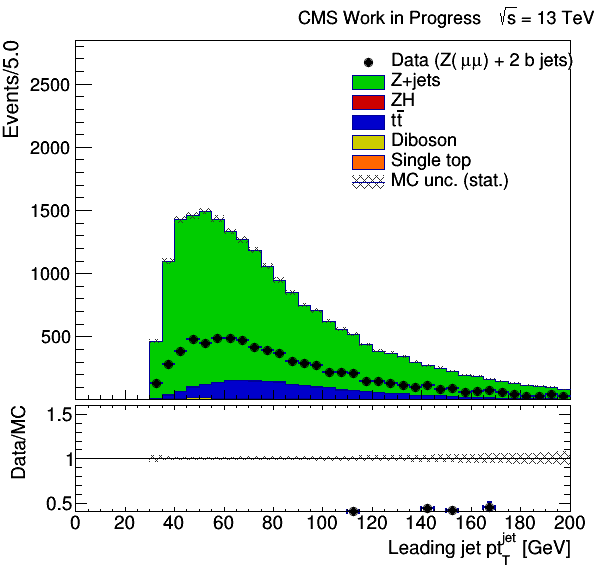 CMS Work in Progress √s = 13 TeV
Events/5.0
2500
2000
1500
1000
500
Data (Z(μμ) + 2 b jets)
Z+jets
ZH
tt̅
Diboson
Single top
MC unc. (stat.)
Data/MC
1.5
1
0.5
0 20 40 60 80 100 120 140 160 180 200
Leading jet pt_T^jet [GeV]